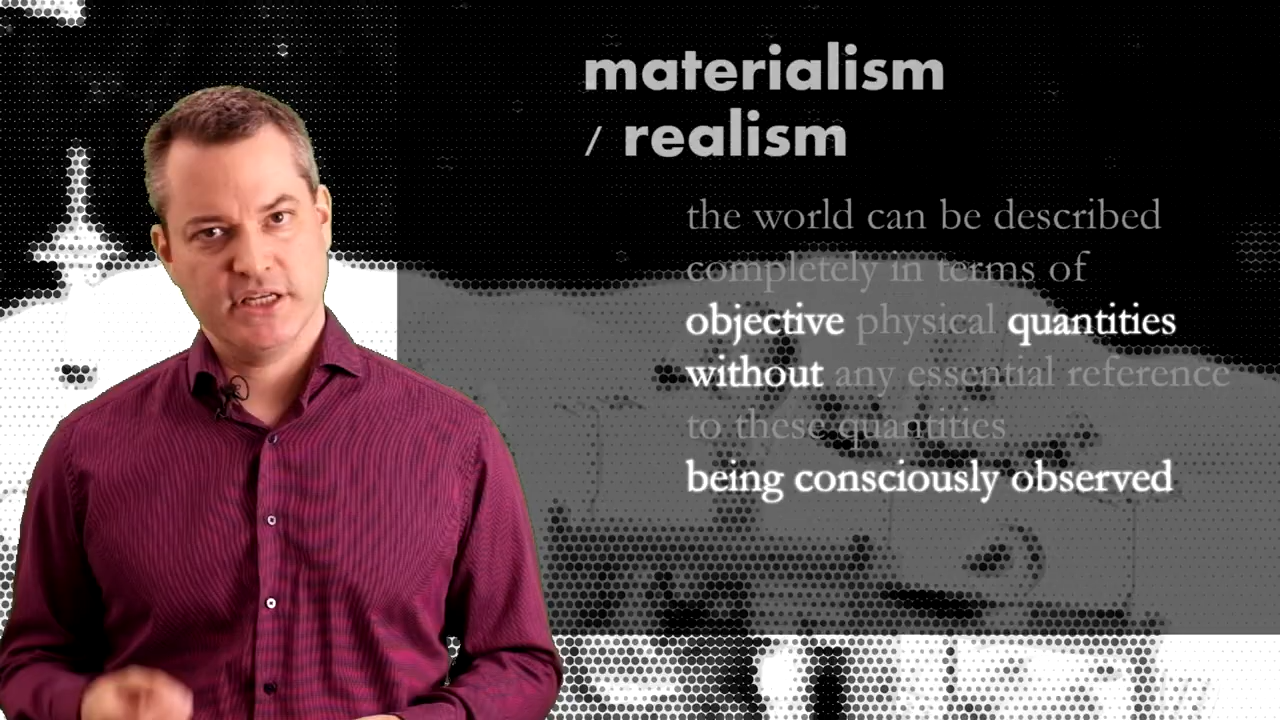 materialism
/ realism
the world can be described
completely in terms of
objective physical quantities
without any essential reference
to these quantities
being consciously observed